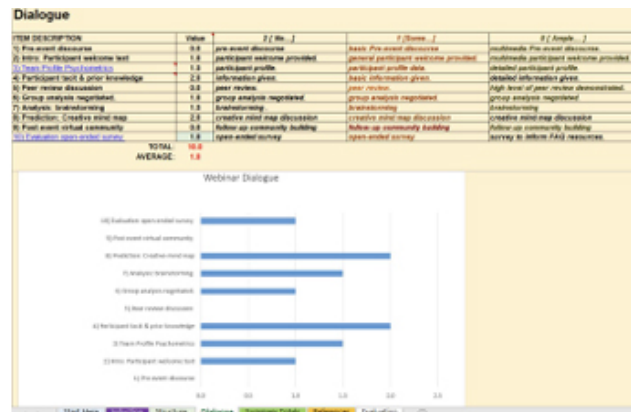 Dialogue
ITEM DESCRIPTION Value 2 [ No...] 1 [Some...] 0 [ Ample... ]
1) Pre-event discourse 0.0 pre-event discourse basic Pre-event discourse multimedia Pre-event discourse.
2) Intro: Participant welcome text 1.0 participant welcome provided. general participant welcome provided multimedia participant welcome provided.
3) Team Profile Psychometrics 1.5 participant profile. participant profile data. detailed participant profile.
4) Participant tacit & prior knowledge 2.0 information given. basic information given. detailed information given.
5) Peer review discussion 0.0 peer review. peer review. high level of peer review demonstrated.
6) Group analysis negotiated. 1.0 group analysis negotiated group analysis negotiated group analysis negotiated
7) Analysis: brainstorming 1.5 brainstorming brainstorming brainstorming
8) Prediction: Creative mind map 2.0 creative mind map discussion creative mind map discussion creative mind map discussion
9) Post event virtual community 0.0 follow up community building follow up community building follow up community building
10) Evaluation open-ended survey 1.0 open-ended survey open-ended survey. survey to inform FAQ resources.
TOTAL: 10.0
AVERAGE: 1.0
Webinar Dialogue
10) Evaluation open-ended survey
9) Post event virtual community
8) Prediction: Creative mind map
7) Analysis: brainstorming
6) Group analysis negotiated.
5) Peer review discussion
4) Participant tacit & prior knowledge
3) Team Profile Psychometrics
2) Intro: Participant welcome text
1) Pre-event discourse
0.0 0.5 1.0 1.5 2.0 2.5
Start Here Structure Dialogue Summary Totals Evaluation